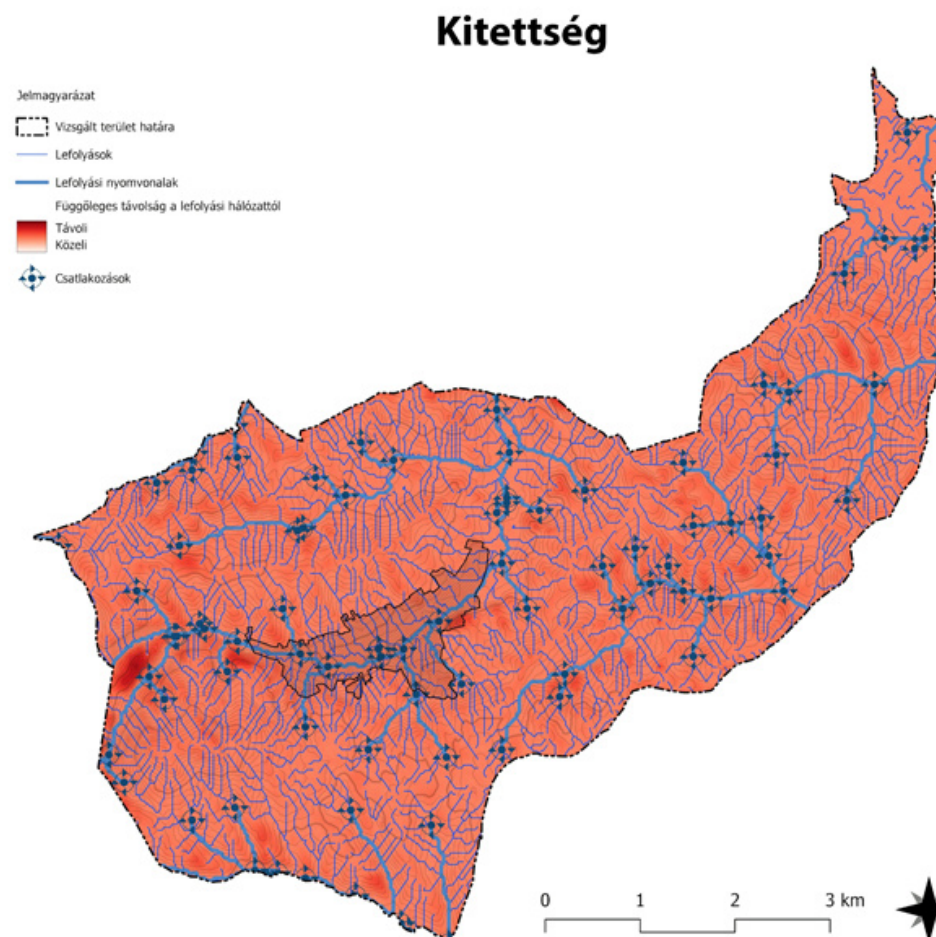 Kitettség
Jelmagyarázat
Vizsgált terület határa
Lefolyások
Lefolyási nyomvonalak
Függőleges távolság a lefolyási hálózattól
Távoli
Közeli
Csatlakozások
0 1 2 3 km